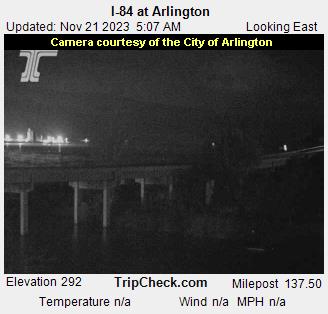 I-84 at Arlington
Updated: Nov 21 2023 5:07 AM Looking East
Camera courtesy of the City of Arlington
Elevation 292 TripCheck.com Milepost 137.50
Temperature n/a Wind n/a MPH n/a